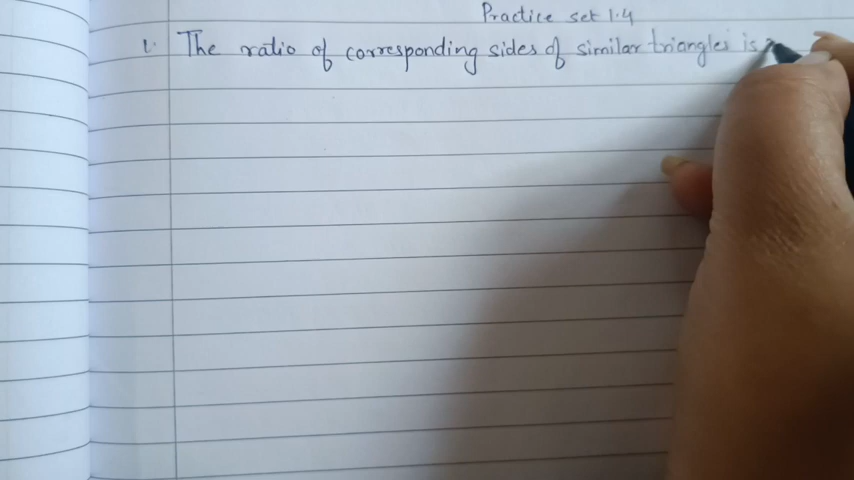 Practice set 1.4
1. The ratio of corresponding sides of similar triangles is